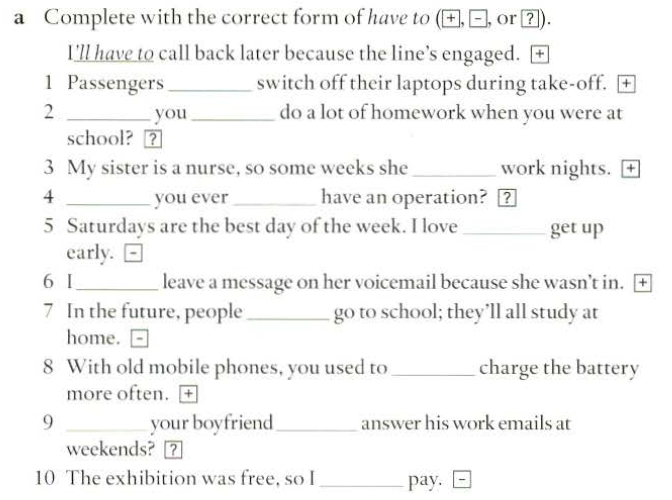 a Complete with the correct form of have to (+, -, or ?).
I'll have to call back later because the line's engaged. +
1 Passengers ________ switch off their laptops during take-off. +
2 ________ you ________ do a lot of homework when you were at
school? ?
3 My sister is a nurse, so some weeks she ________ work nights. +
4 ________ you ever ________ have an operation? ?
5 Saturdays are the best day of the week. I love ________ get up
early. -
6 I ________ leave a message on her voicemail because she wasn't in. +
7 In the future, people ________ go to school; they'll all study at
home. -
8 With old mobile phones, you used to ________ charge the battery
more often. +
9 ________ your boyfriend ________ answer his work emails at
weekends? ?
10 The exhibition was free, so I ________ pay. -